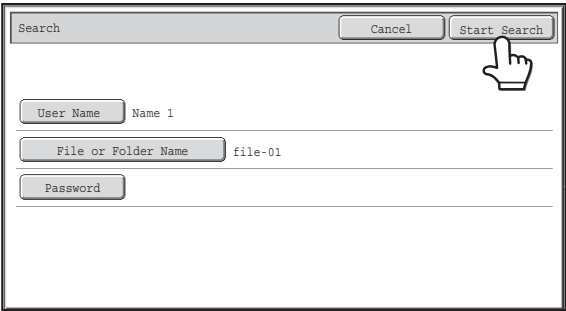 Search Cancel Start Search
User Name Name 1
File or Folder Name file-01
Password